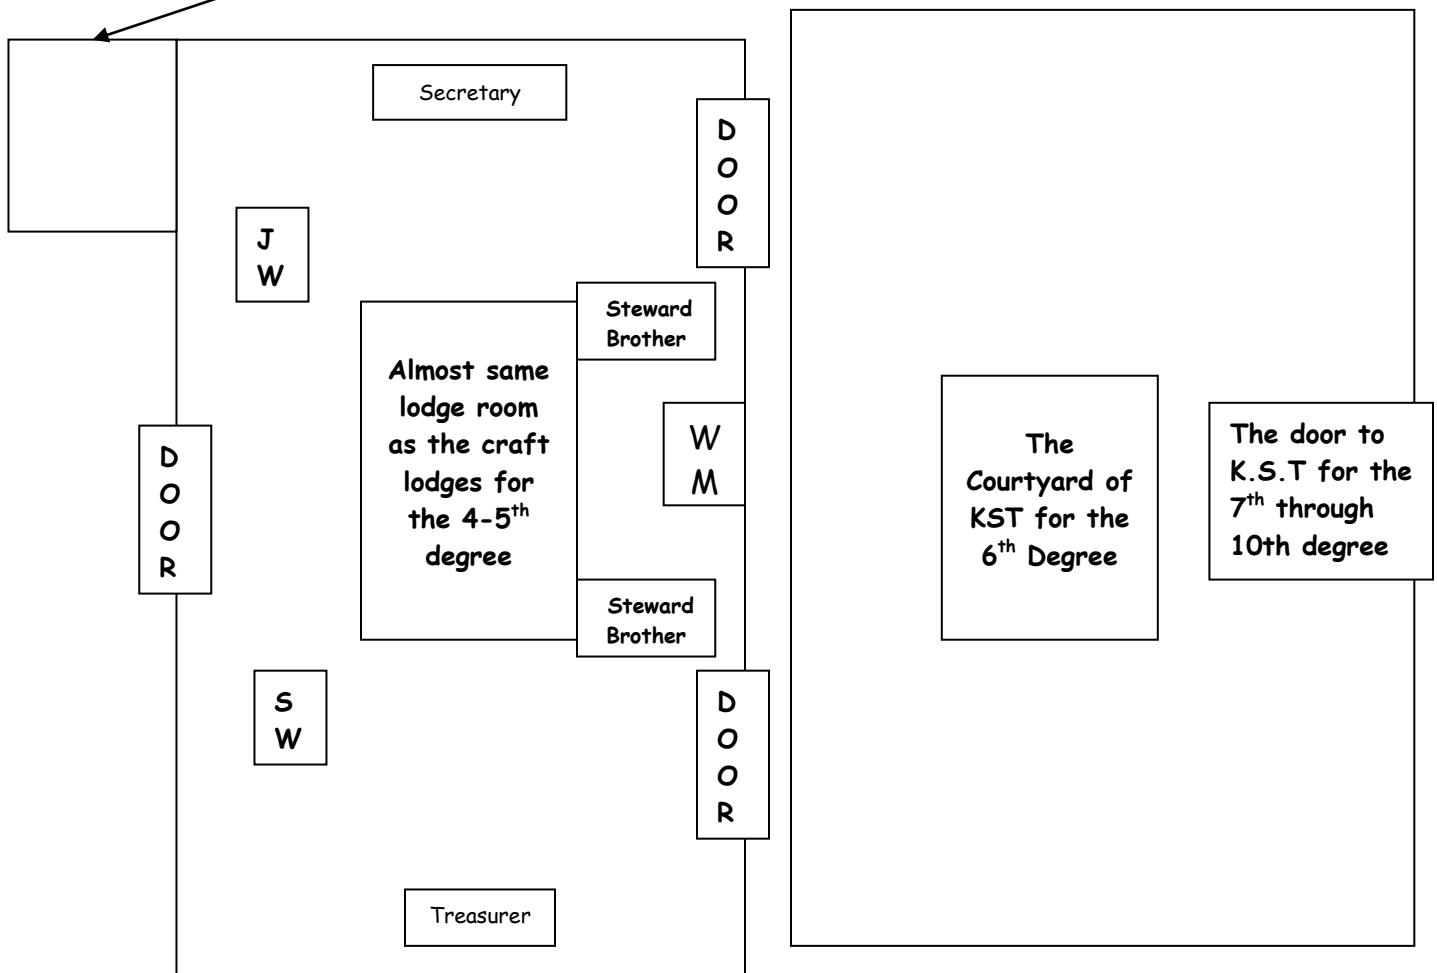 Secretary
D
O
O
R
J
W
Steward
Brother
Almost same
lodge room
as the craft
lodges for
the 4-5th
degree
W
M
D
O
O
R
Steward
Brother
S
W
D
O
O
R
Treasurer
The
Courtyard of
KST for the
6th Degree
The door to
K.S.T for the
7th through
10th degree